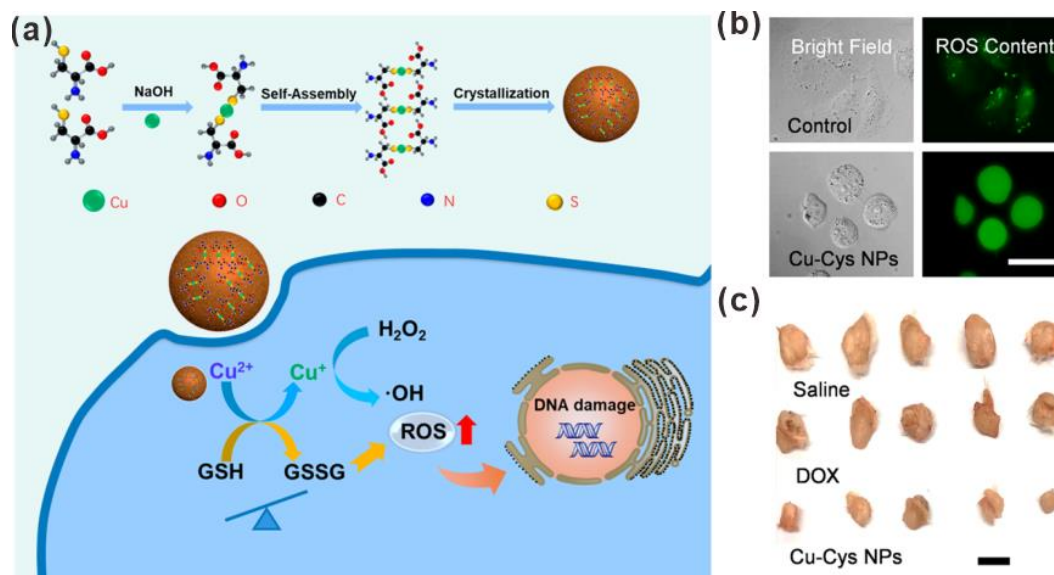 (a)
NaOH
Self-Assembly
Crystallization
Cu
O
C
N
S
H₂O₂
Cu²⁺
Cu⁺
·OH
DNA damage
ROS
GSH
GSSG
(b)
Bright Field
ROS Content
Control
Cu-Cys NPs
(c)
Saline
DOX
Cu-Cys NPs